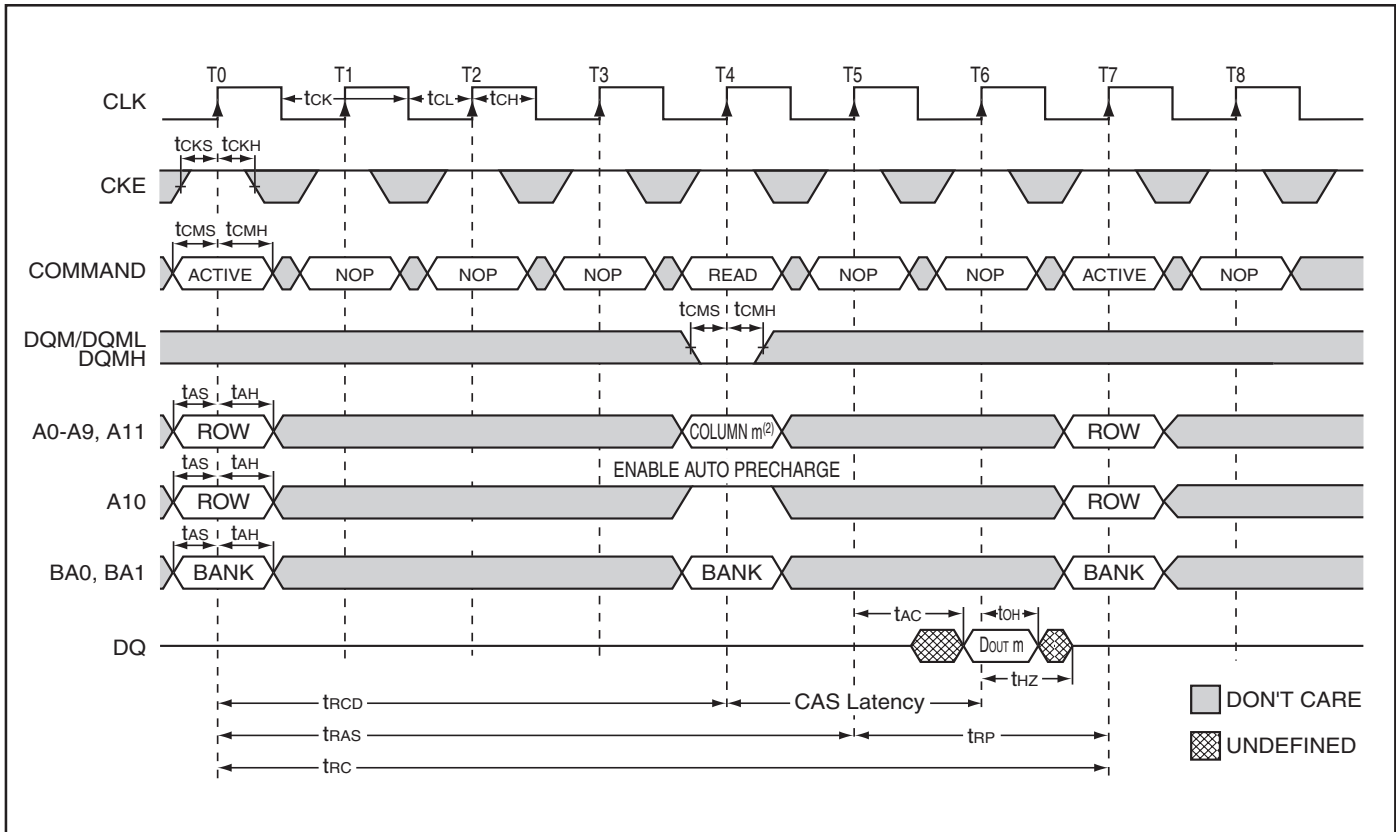 T0 T1 T2 T3 T4 T5 T6 T7 T8
CLK tCK tCL tCH
tCKS tCKH
CKE
tCMS tCMH
COMMAND ACTIVE NOP NOP NOP READ NOP NOP ACTIVE NOP
tCMS tCMH
DQM/DQML
DQMH
tAS tAH
A0-A9, A11 ROW COLUMN m(2) ROW
tAS tAH ENABLE AUTO PRECHARGE
A10 ROW ROW
tAS tAH
BA0, BA1 BANK BANK BANK
tAC tOH
DQ DOUT m
tHZ
tRCD CAS Latency DON'T CARE
tRAS tRP
UNDEFINED
tRC